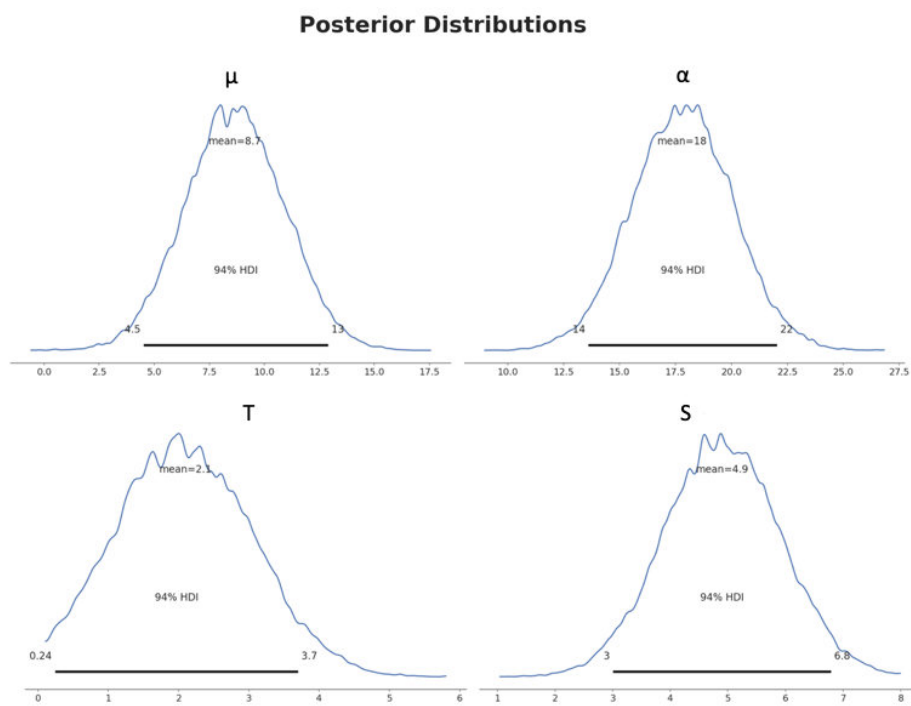 Posterior Distributions
μ
mean=8.7
94% HDI
4.5 13
0.0 2.5 5.0 7.5 10.0 12.5 15.0 17.5
α
mean=18
94% HDI
14 22
10.0 12.5 15.0 17.5 20.0 22.5 25.0 27.5
T
mean=2.1
94% HDI
0.24 3.7
0 1 2 3 4 5 6
S
mean=4.9
94% HDI
3 6.8
1 2 3 4 5 6 7 8